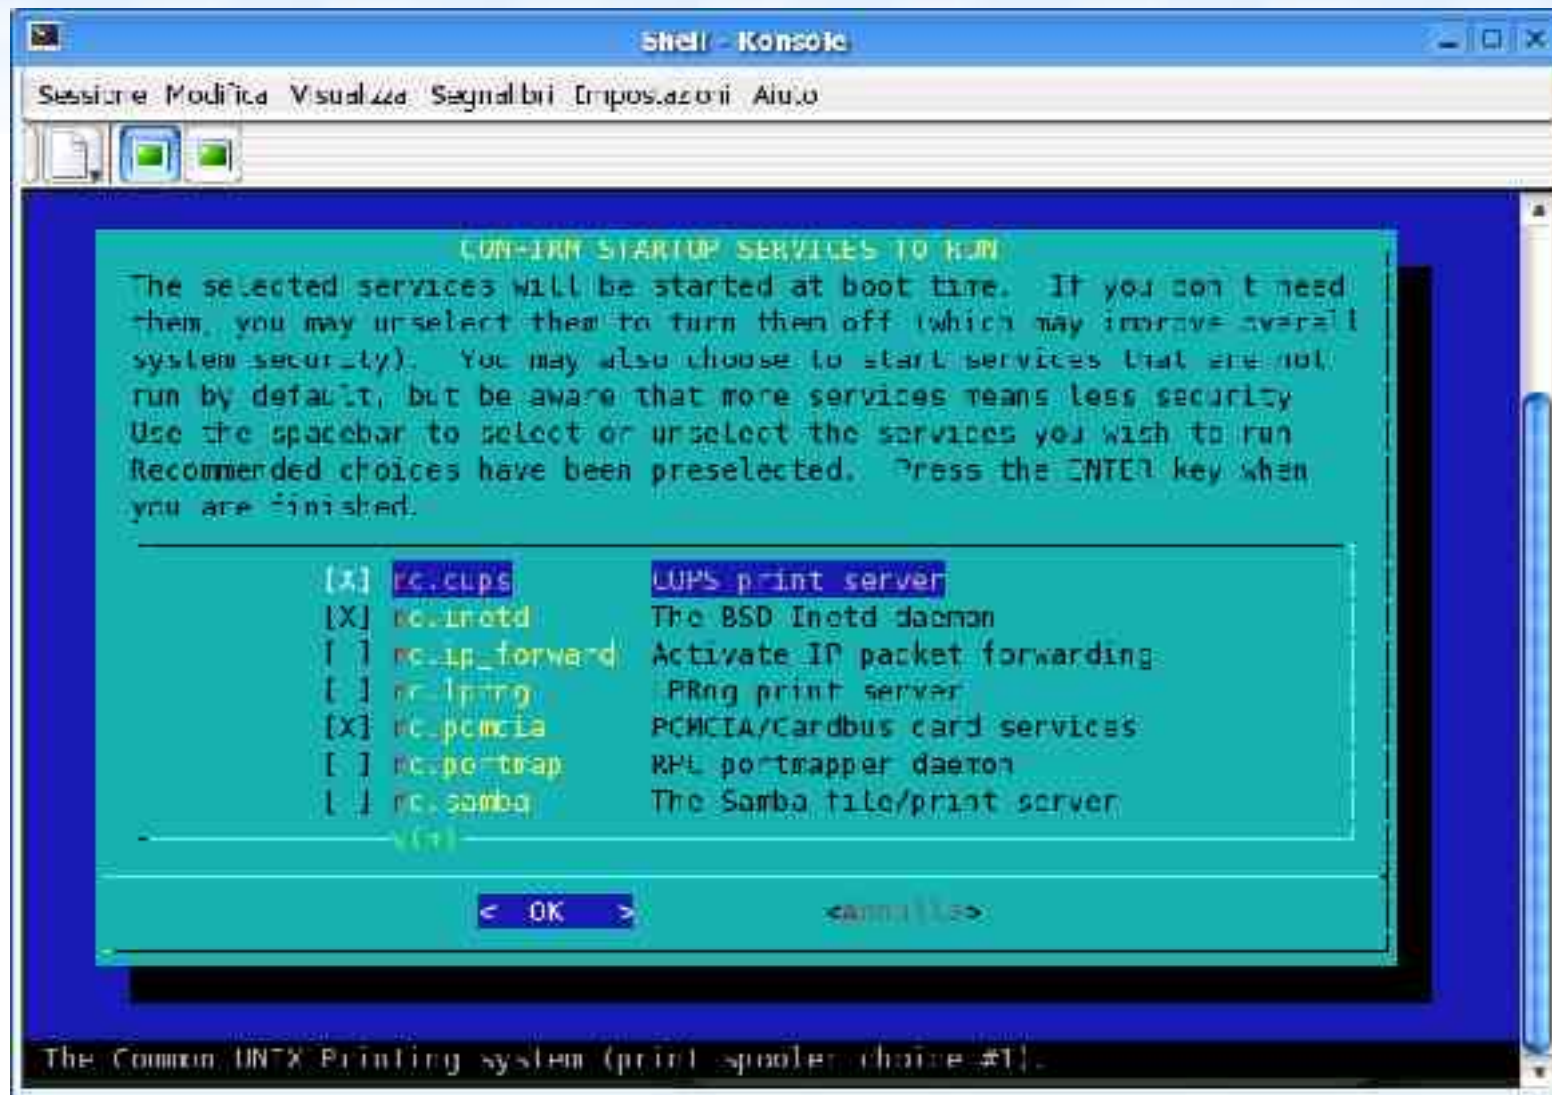 Shell - Konsole
Sessione Modifica Visualizza Segnalibri Impostazioni Aiuto
CONFIRM STARTUP SERVICES TO RUN
The selected services will be started at boot time. If you don't need
them, you may unselect them to turn them off (which may improve overall
system security). You may also choose to start services that are not
run by default, but be aware that more services means less security.
Use the spacebar to select or unselect the services you wish to run.
Recommended choices have been preselected. Press the ENTER key when
you are finished.
[X] rc.cups CUPS print server
[X] rc.inetd The BSD Inetd daemon
[ ] rc.ip_forward Activate IP packet forwarding
[ ] rc.lprng LPRng print server
[X] rc.pcmcia PCMCIA/Cardbus card services
[ ] rc.portmap RPC portmapper daemon
[ ] rc.samba The Samba file/print server
v(+)
< OK > <Annulla>
The Common UNIX Printing system (print spooler choice #1).